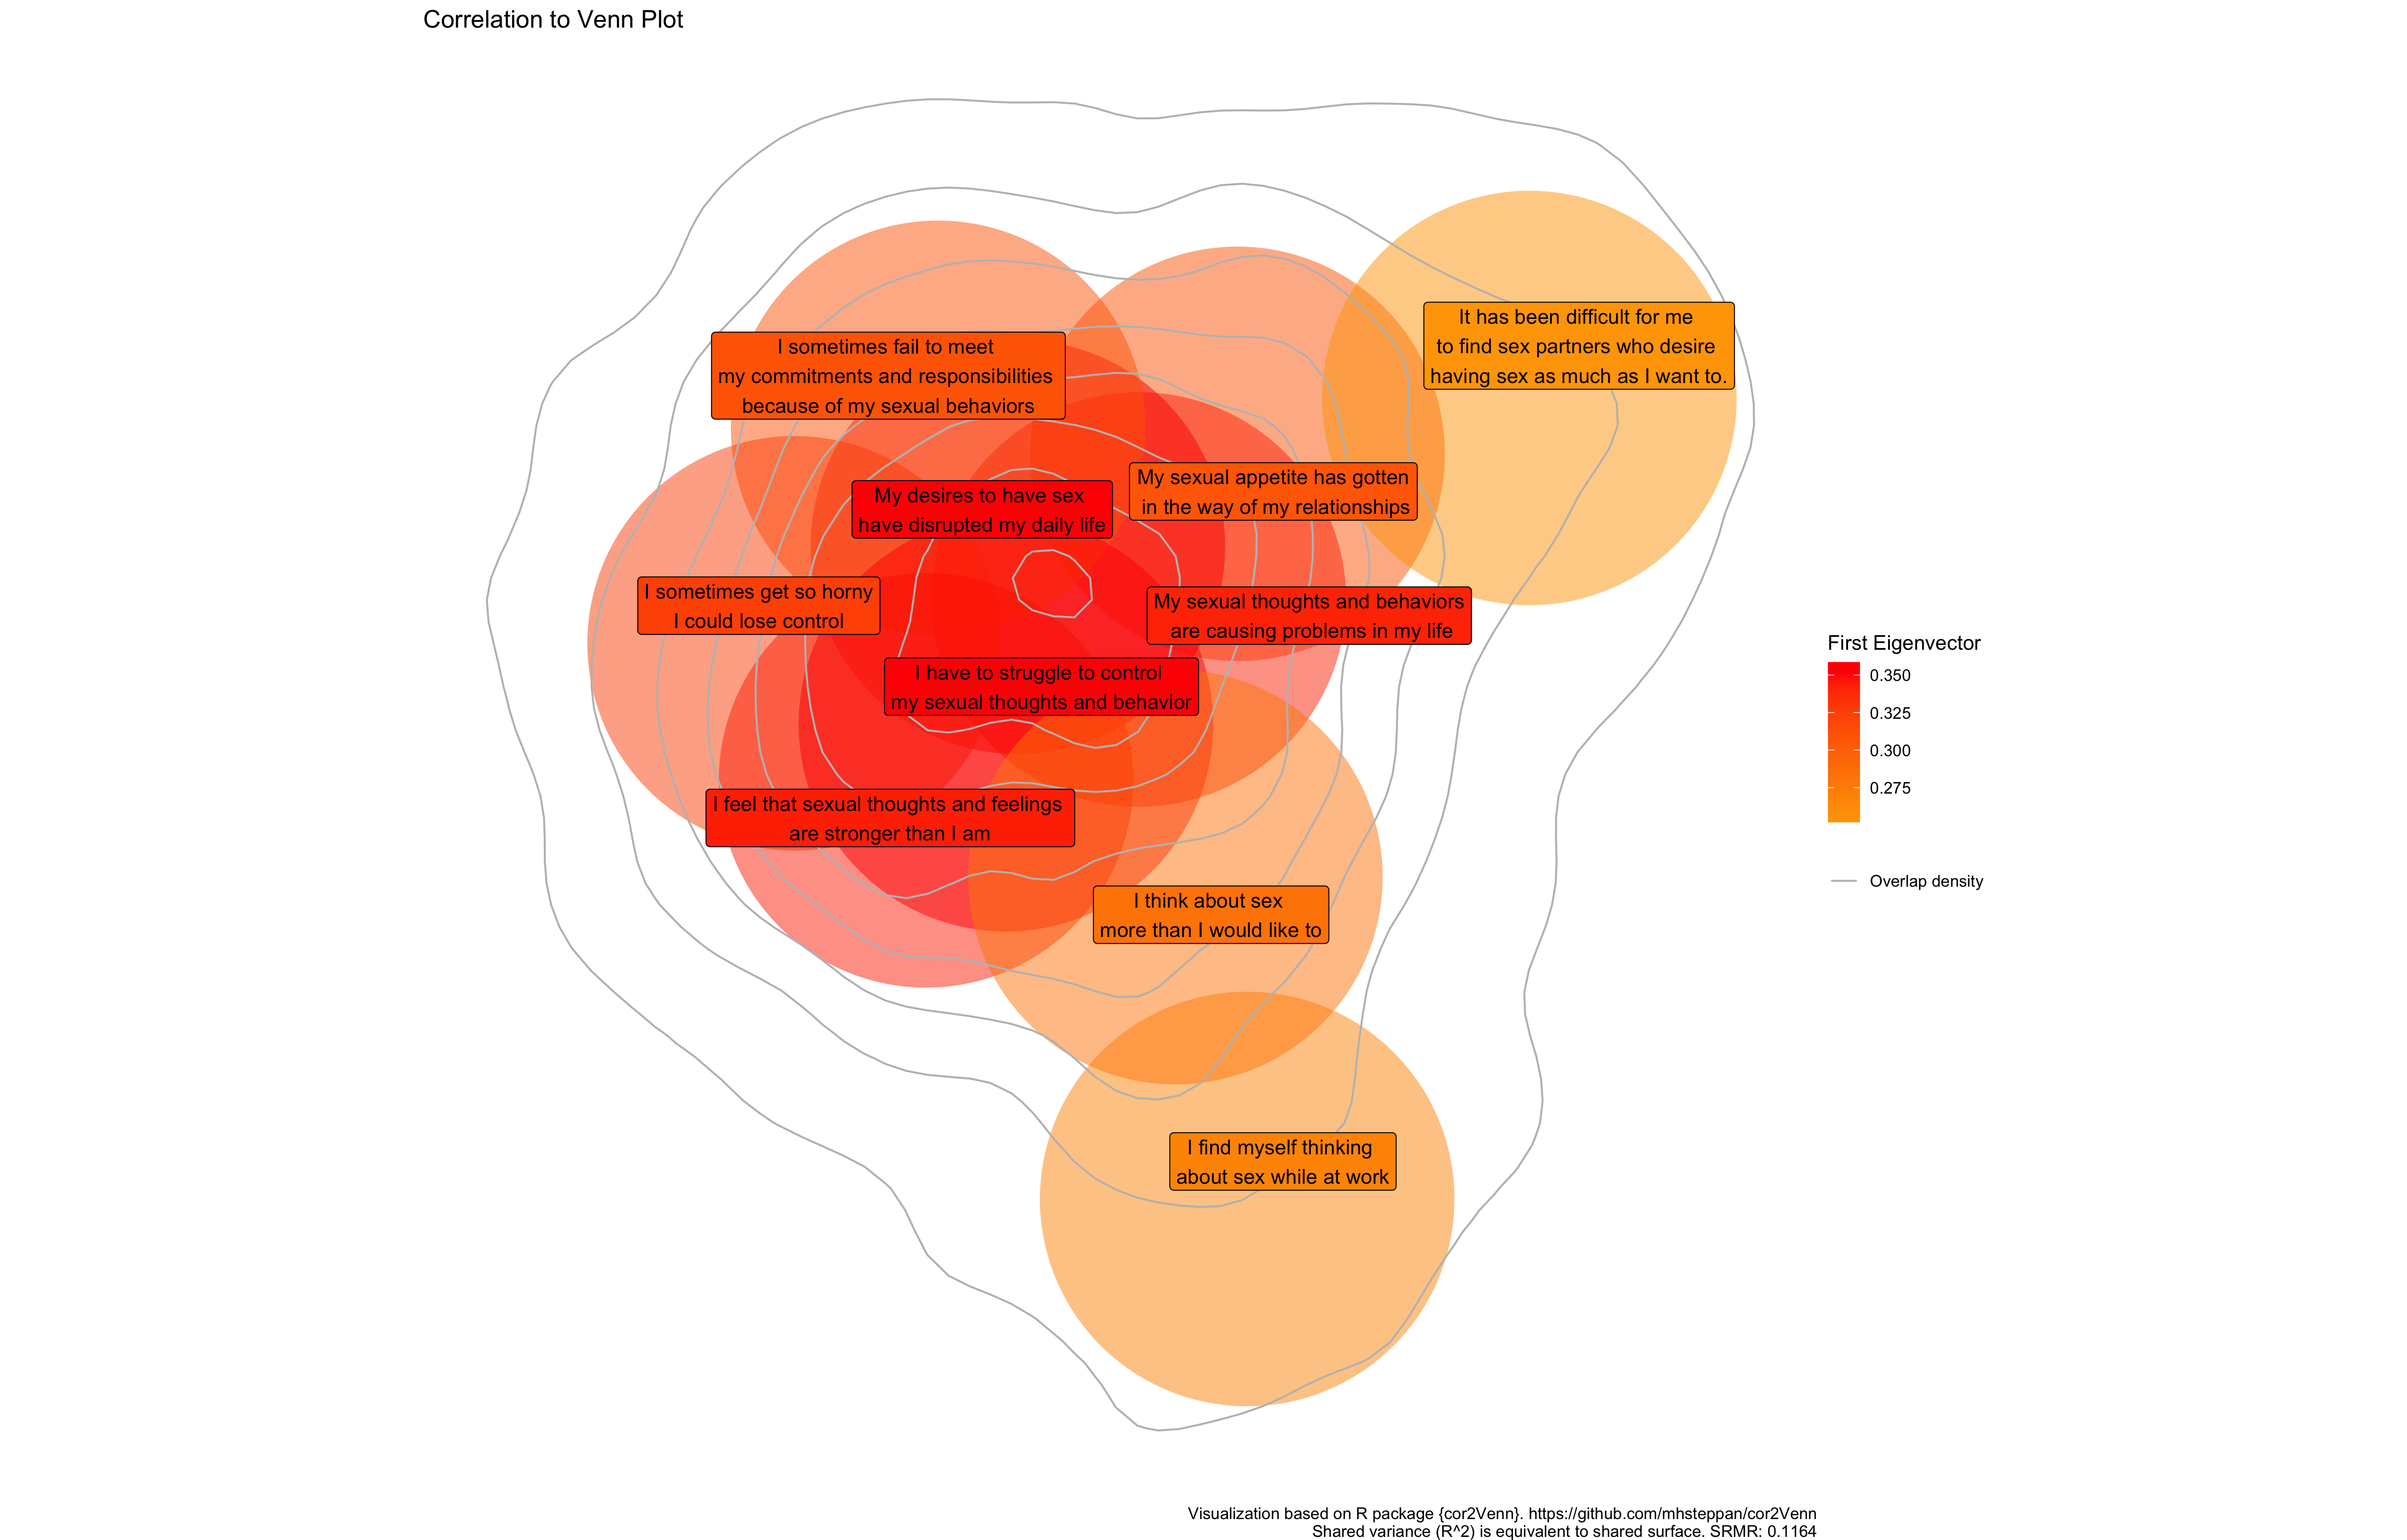 Correlation to Venn Plot
It has been difficult for me
to find sex partners who desire
having sex as much as I want to.
I sometimes fail to meet
my commitments and responsibilities
because of my sexual behaviors
My sexual appetite has gotten
in the way of my relationships
My desires to have sex
have disrupted my daily life
I sometimes get so horny
I could lose control
My sexual thoughts and behaviors
are causing problems in my life
I have to struggle to control
my sexual thoughts and behavior
I feel that sexual thoughts and feelings
are stronger than I am
I think about sex
more than I would like to
I find myself thinking
about sex while at work
First Eigenvector
0.350
0.325
0.300
0.275
Overlap density
Visualization based on R package {cor2Venn}. https://github.com/mhsteppan/cor2Venn
Shared variance (R^2) is equivalent to shared surface. SRMR: 0.1164